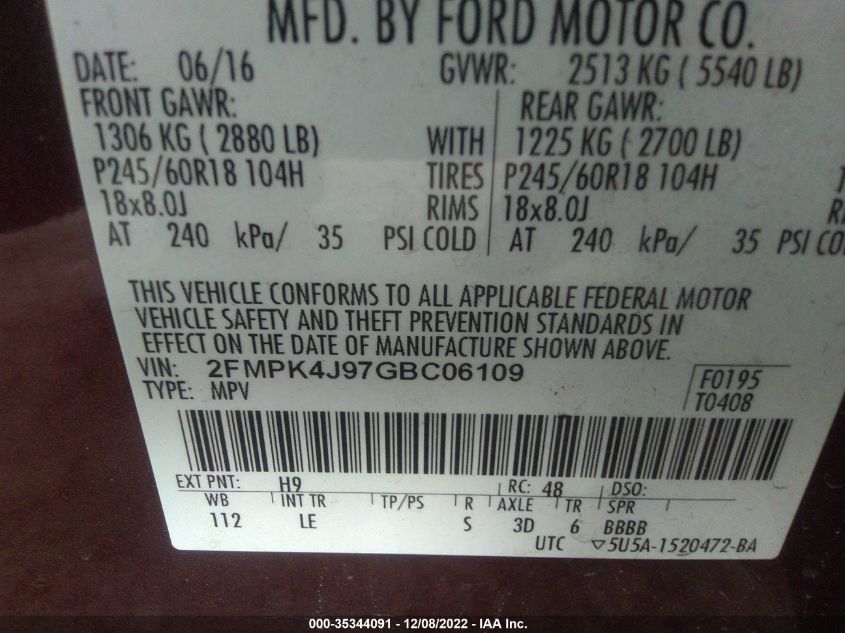 MFD. BY FORD MOTOR CO.
DATE: 06/16 GVWR: 2513 KG ( 5540 LB)
FRONT GAWR: REAR GAWR:
1306 KG ( 2880 LB) WITH 1225 KG ( 2700 LB)
P245/60R18 104H TIRES P245/60R18 104H
18x8.0J RIMS 18x8.0J
AT 240 kPa/ 35 PSI COLD AT 240 kPa/ 35 PSI CO
THIS VEHICLE CONFORMS TO ALL APPLICABLE FEDERAL MOTOR
VEHICLE SAFETY AND THEFT PREVENTION STANDARDS IN
EFFECT ON THE DATE OF MANUFACTURE SHOWN ABOVE.
VIN: 2FMPK4J97GBC06109
TYPE: MPV
F0195
T0408
EXT PNT: H9 RC: 48 DSO:
WB INT TR TP/PS R AXLE TR SPR
112 LE S 3D 6 BBBB
UTC ▽5U5A-1520472-BA
000-35344091 - 12/08/2022 - IAA Inc.